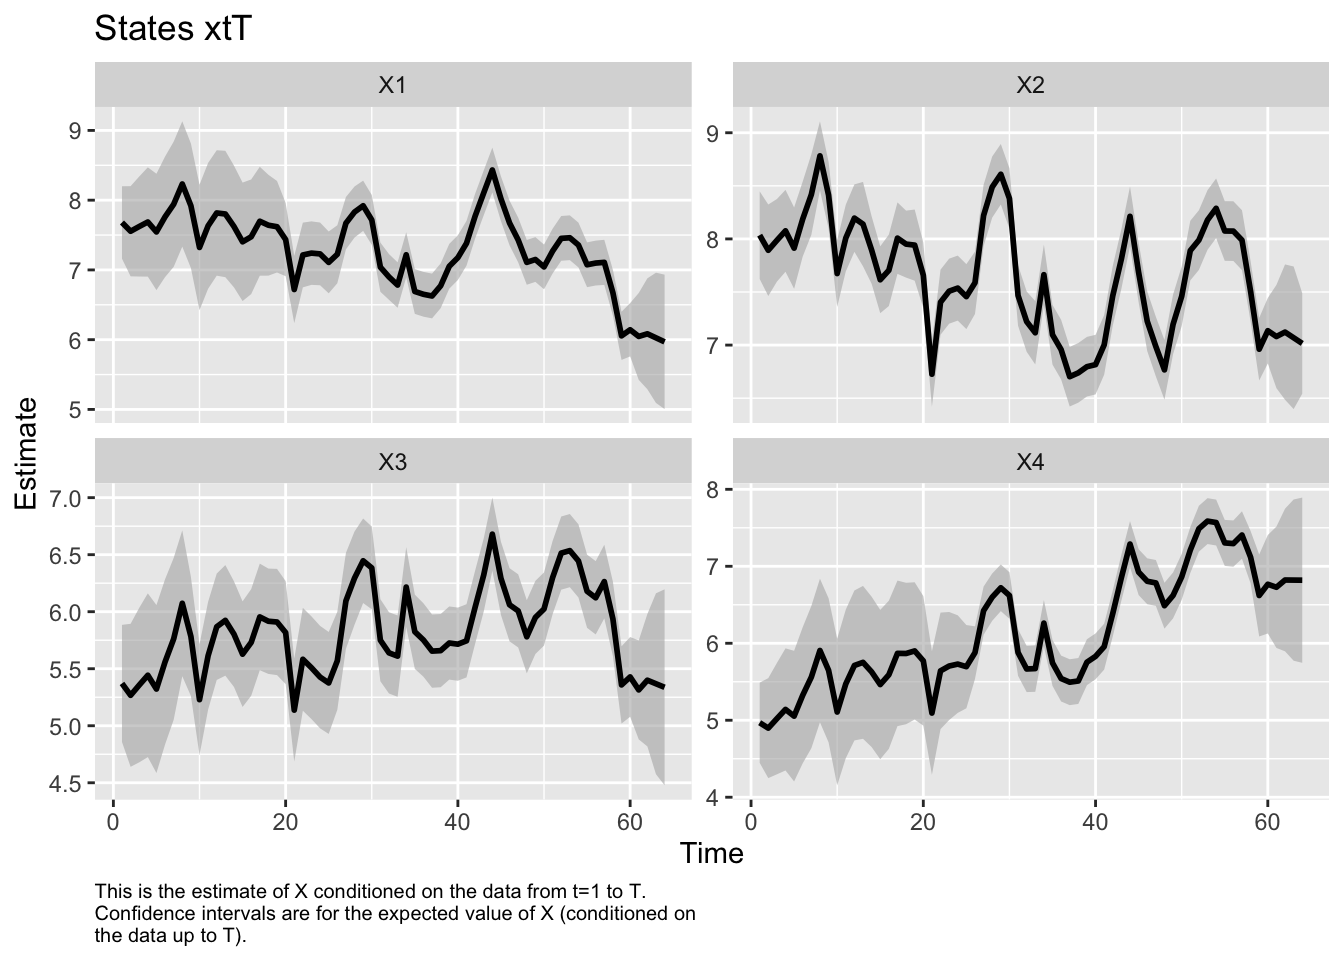 States xtT
X1
X2
9
8
7
6
5
9
8
7
Estimate
X3
X4
7.0
6.5
6.0
5.5
5.0
4.5
8
7
6
5
4
0 20 40 60
0 20 40 60
Time
This is the estimate of X conditioned on the data from t=1 to T.
Confidence intervals are for the expected value of X (conditioned on
the data up to T).